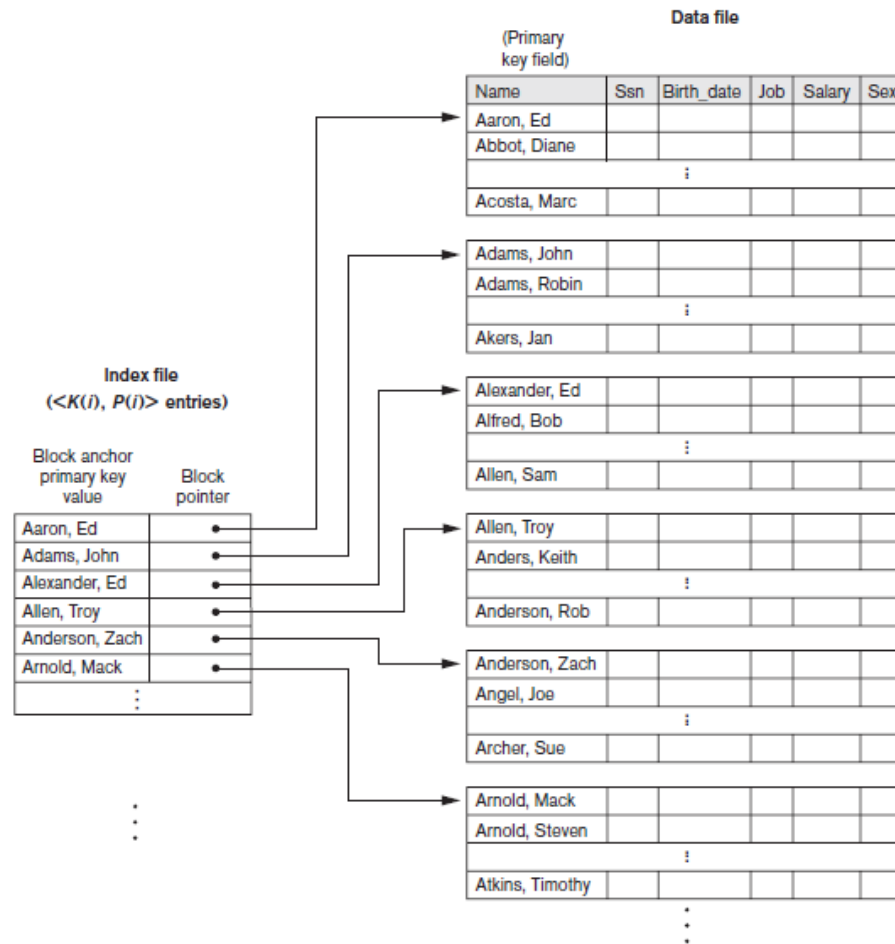 Data file
(Primary
key field)
Name Ssn Birth_date Job Salary Sex
Aaron, Ed
Abbot, Diane
⋮
Acosta, Marc
Adams, John
Adams, Robin
⋮
Akers, Jan
Alexander, Ed
Alfred, Bob
⋮
Allen, Sam
Allen, Troy
Anders, Keith
⋮
Anderson, Rob
Anderson, Zach
Angel, Joe
⋮
Archer, Sue
Arnold, Mack
Arnold, Steven
⋮
Atkins, Timothy
⋮
Index file
(<K(i), P(i)> entries)
Block anchor
primary key
value
Block
pointer
Aaron, Ed
Adams, John
Alexander, Ed
Allen, Troy
Anderson, Zach
Arnold, Mack
⋮
⋮